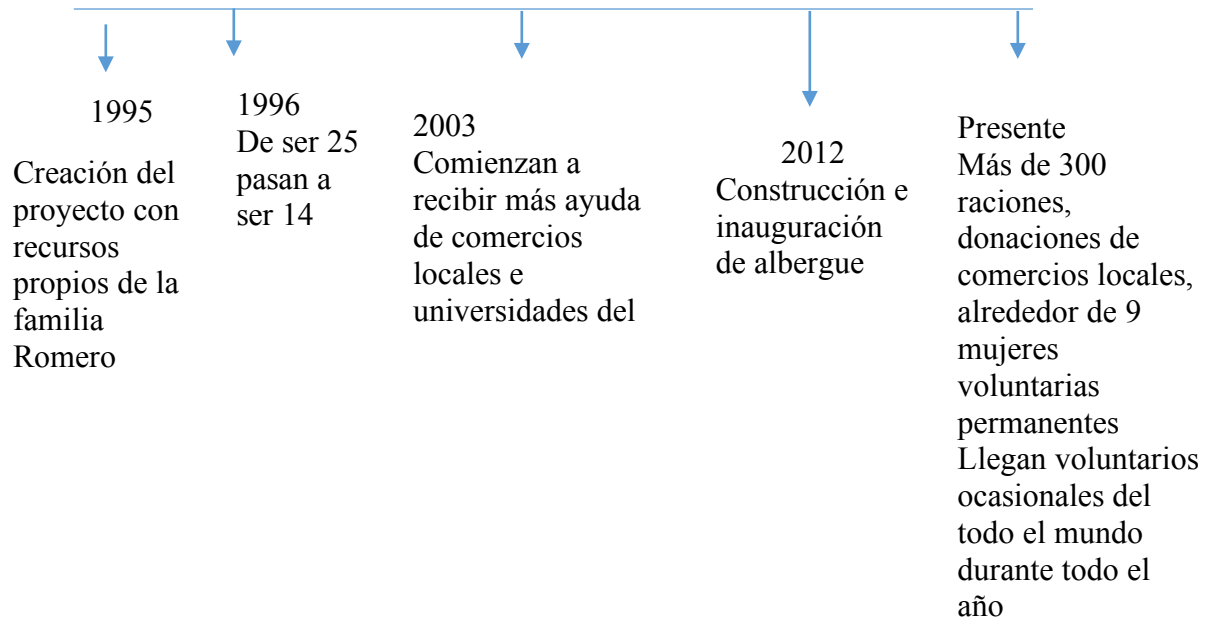 1995
Creación del
proyecto con
recursos
propios de la
familia
Romero
1996
De ser 25
pasan a
ser 14
2003
Comienzan a
recibir más ayuda
de comercios
locales e
universidades del
2012
Construcción e
inauguración
de albergue
Presente
Más de 300
raciones,
donaciones de
comercios locales,
alrededor de 9
mujeres
voluntarias
permanentes
Llegan voluntarios
ocasionales del
todo el mundo
durante todo el
año